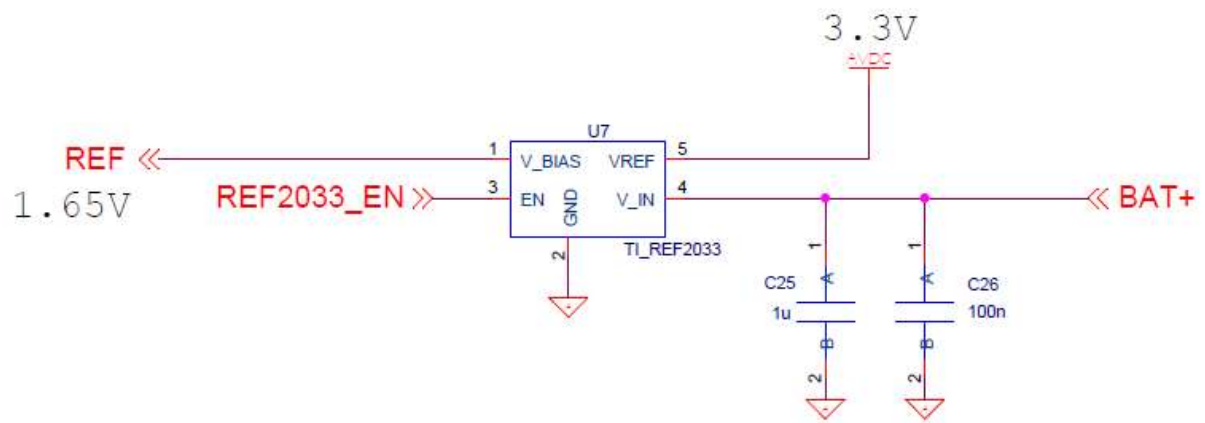 3.3V
AVDC
U7
REF
1
V_BIAS
VREF
5
1.65V
REF2033_EN
3
EN
GND
V_IN
4
BAT+
2
TI_REF2033
1
1
C25
A
A
C26
1u
100n
B
B
2
2